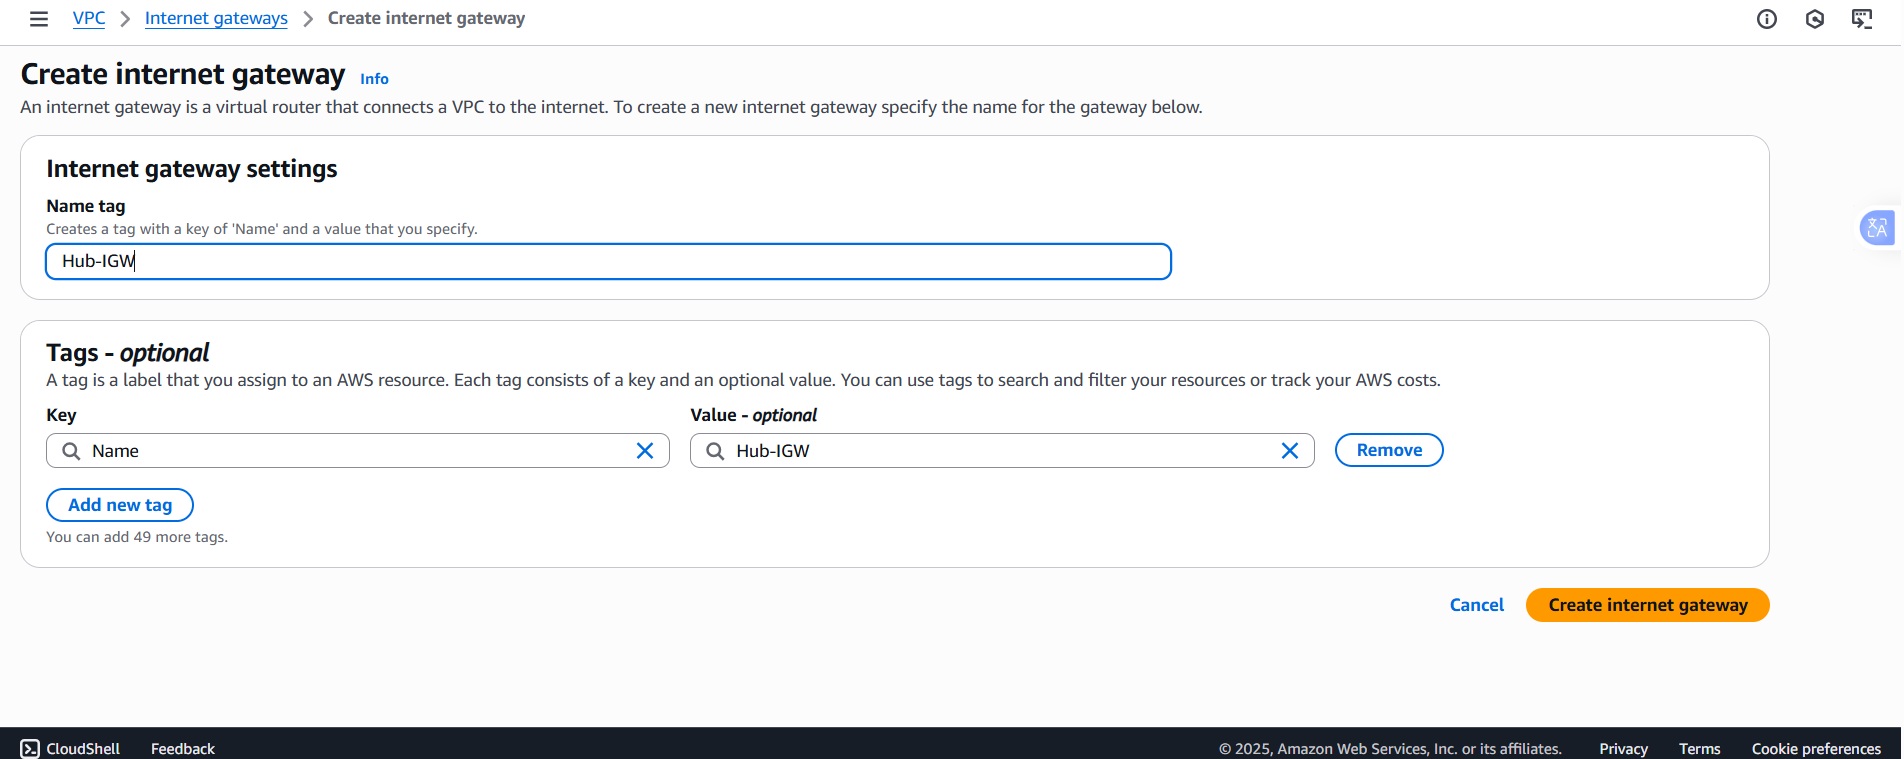 VPC > Internet gateways > Create internet gateway
Create internet gateway Info
An internet gateway is a virtual router that connects a VPC to the internet. To create a new internet gateway specify the name for the gateway below.
Internet gateway settings
Name tag
Creates a tag with a key of 'Name' and a value that you specify.
Hub-IGW
Tags - optional
A tag is a label that you assign to an AWS resource. Each tag consists of a key and an optional value. You can use tags to search and filter your resources or track your AWS costs.
Key Value - optional
Name Hub-IGW Remove
Add new tag
You can add 49 more tags.
Cancel Create internet gateway
CloudShell Feedback © 2025, Amazon Web Services, Inc. or its affiliates. Privacy Terms Cookie preferences